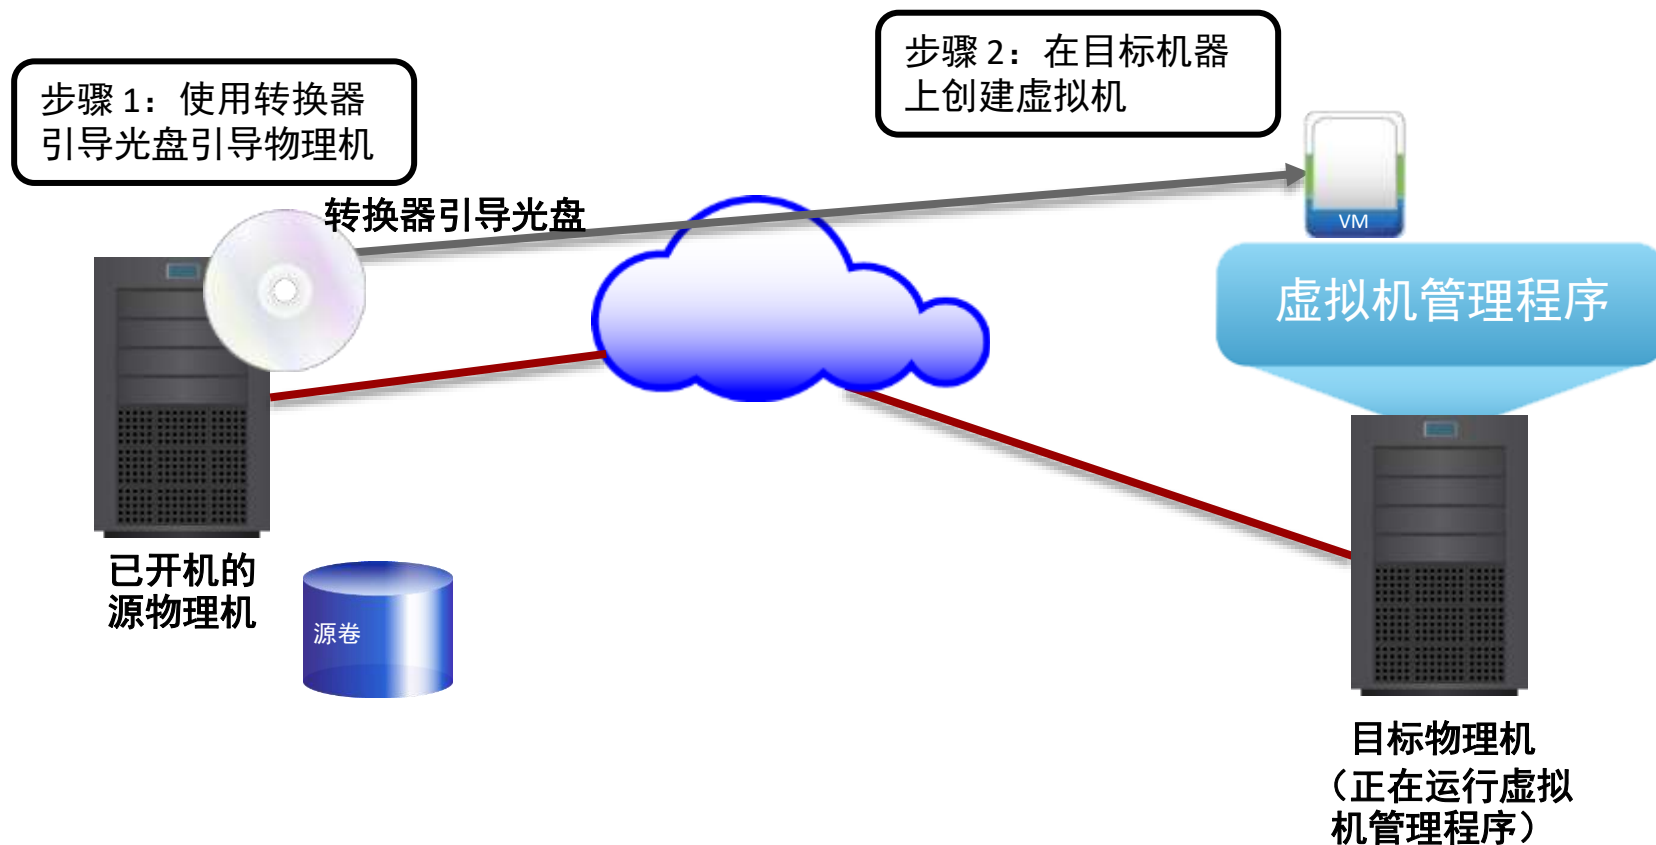 步骤 1：使用转换器
引导光盘引导物理机
步骤 2：在目标机器
上创建虚拟机
转换器引导光盘
VM
虚拟机管理程序
已开机的
源物理机
源卷
目标物理机
（正在运行虚拟
机管理程序）